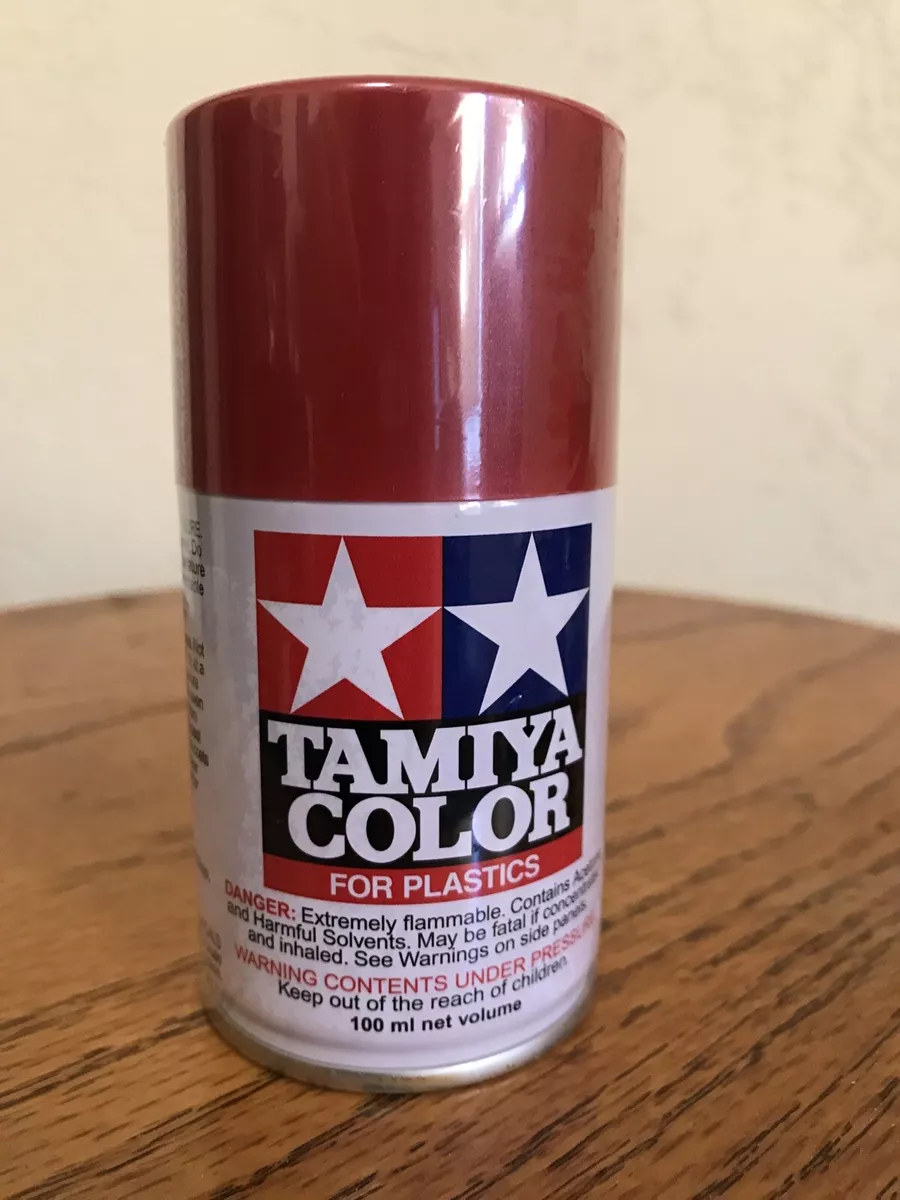 TAMIYA
COLOR
FOR PLASTICS
DANGER: Extremely flammable. Contains
and Harmful Solvents. May be fatal if
and inhaled. See Warnings on side panels.
WARNING CONTENTS UNDER PRESSURE
Keep out of the reach of children.
100 ml net volume